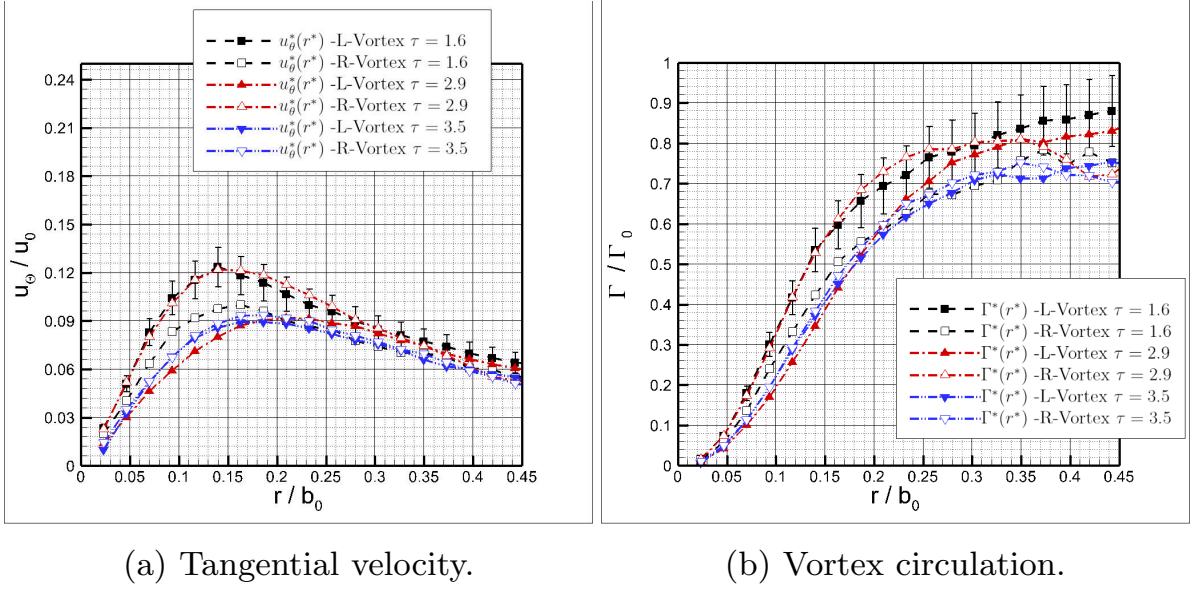 u*θ(r*) -L-Vortex τ = 1.6
u*θ(r*) -R-Vortex τ = 1.6
u*θ(r*) -L-Vortex τ = 2.9
u*θ(r*) -R-Vortex τ = 2.9
u*θ(r*) -L-Vortex τ = 3.5
u*θ(r*) -R-Vortex τ = 3.5
0.24
0.21
0.18
0.15
0.12
0.09
0.06
0.03
0
uΘ / u0
0 0.05 0.1 0.15 0.2 0.25 0.3 0.35 0.4 0.45
r / b0
(a) Tangential velocity.
1
0.9
0.8
0.7
0.6
0.5
0.4
0.3
0.2
0.1
0
Γ / Γ0
Γ*(r*) -L-Vortex τ = 1.6
Γ*(r*) -R-Vortex τ = 1.6
Γ*(r*) -L-Vortex τ = 2.9
Γ*(r*) -R-Vortex τ = 2.9
Γ*(r*) -L-Vortex τ = 3.5
Γ*(r*) -R-Vortex τ = 3.5
0 0.05 0.1 0.15 0.2 0.25 0.3 0.35 0.4 0.45
r / b0
(b) Vortex circulation.